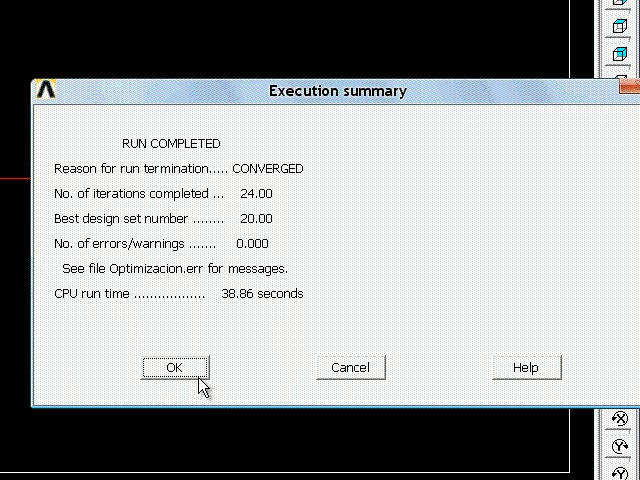 Execution summary
RUN COMPLETED
Reason for run termination..... CONVERGED
No. of iterations completed ... 24.00
Best design set number ........ 20.00
No. of errors/warnings ....... 0.000
See file Optimizacion.err for messages.
CPU run time .................. 38.86 seconds
OK Cancel Help
X
Y
Y